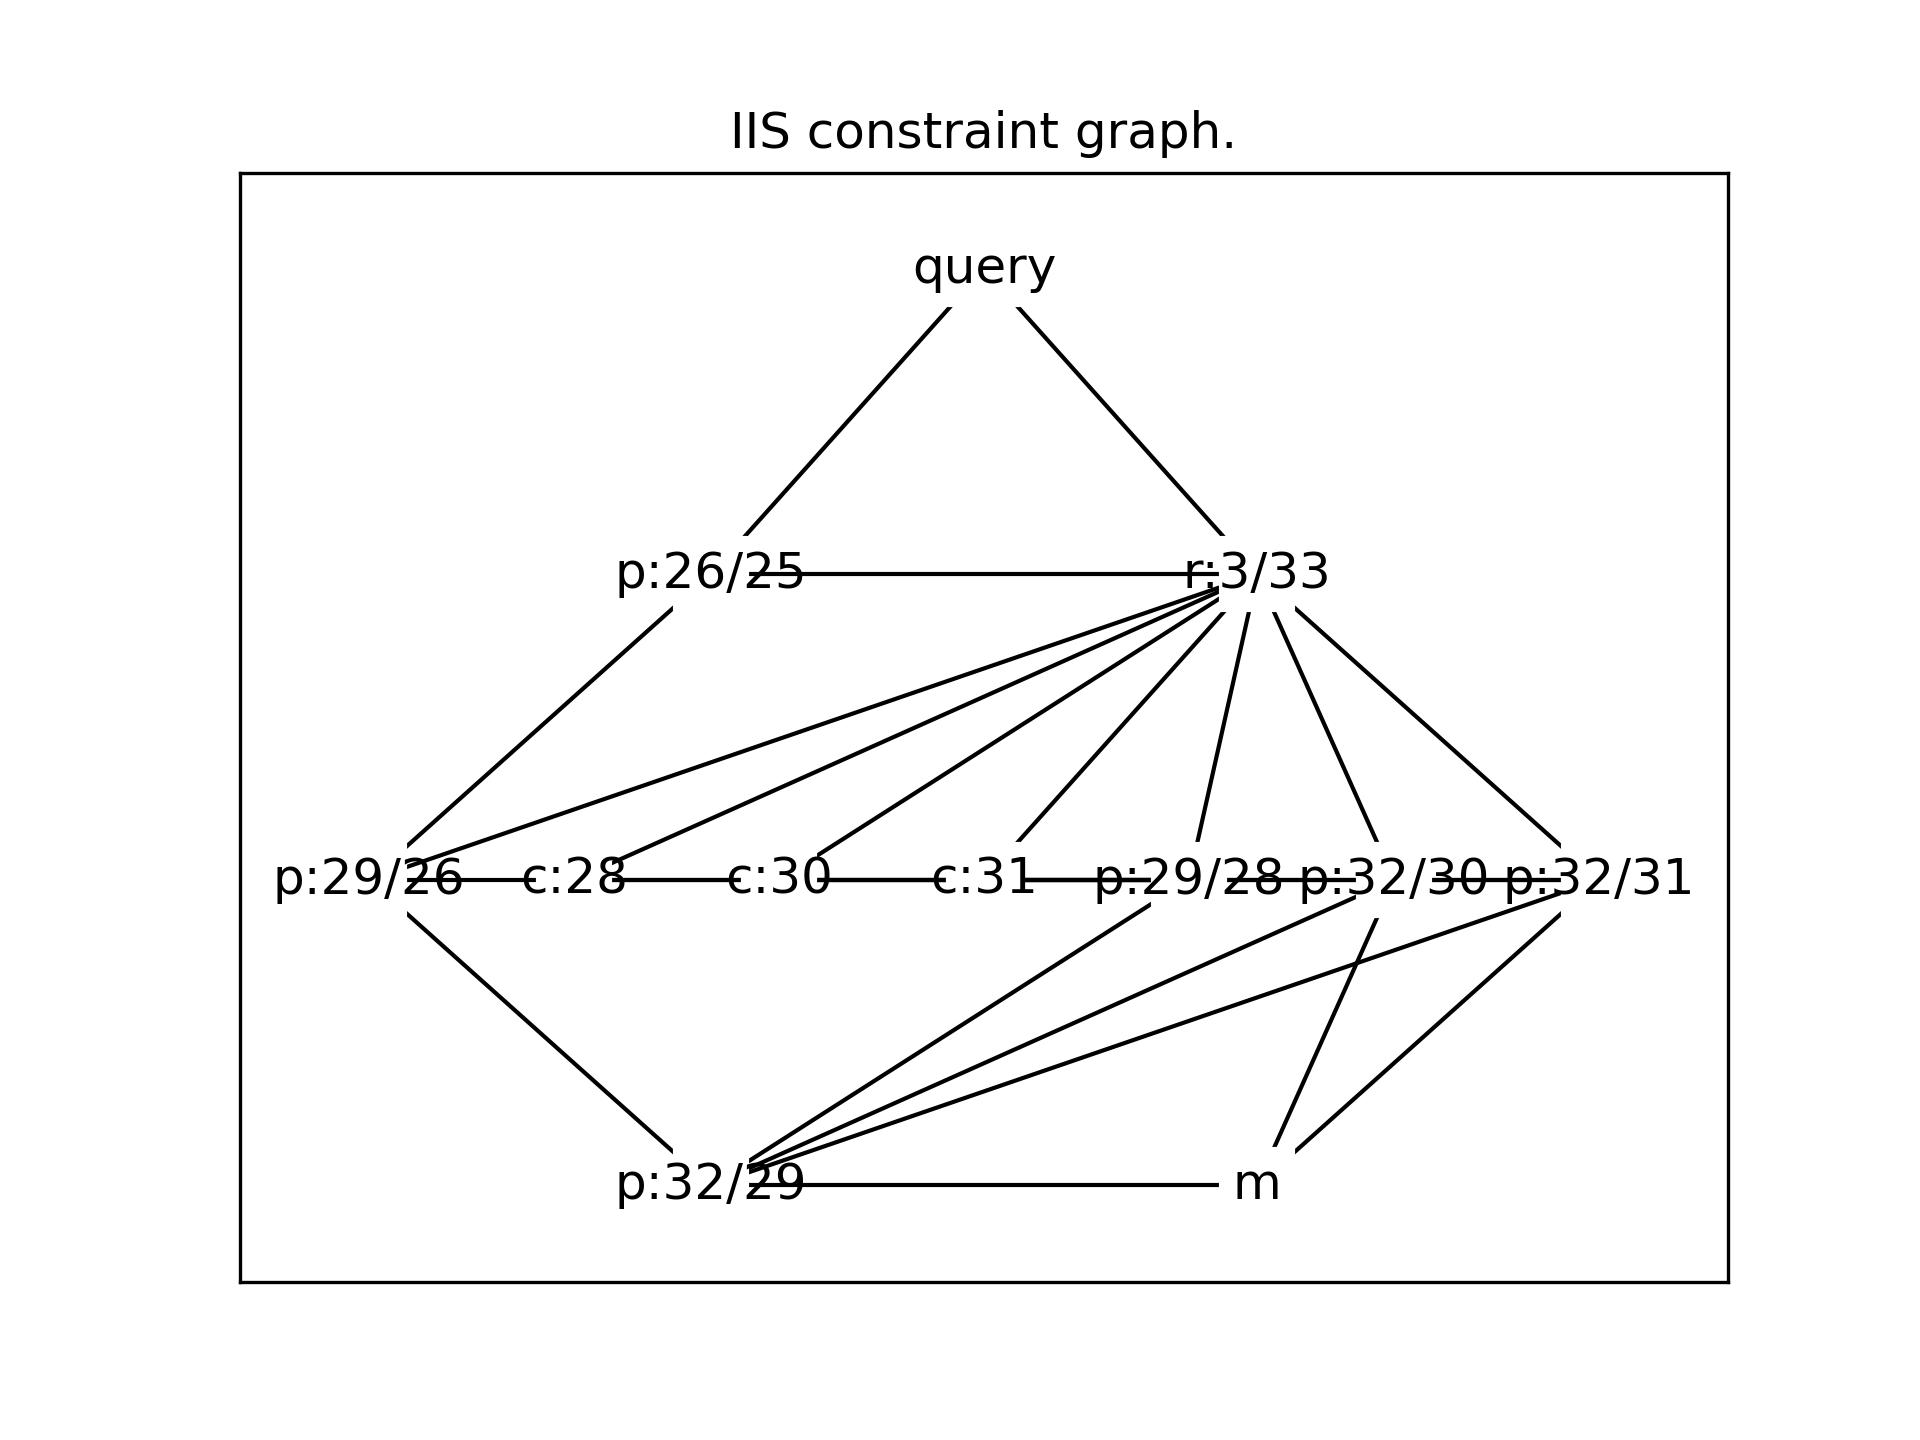 IIS constraint graph.
query
p:26/25 r:3/33
p:29/26 c:28 c:30 c:31 p:29/28 p:32/30 p:32/31
p:32/29 m